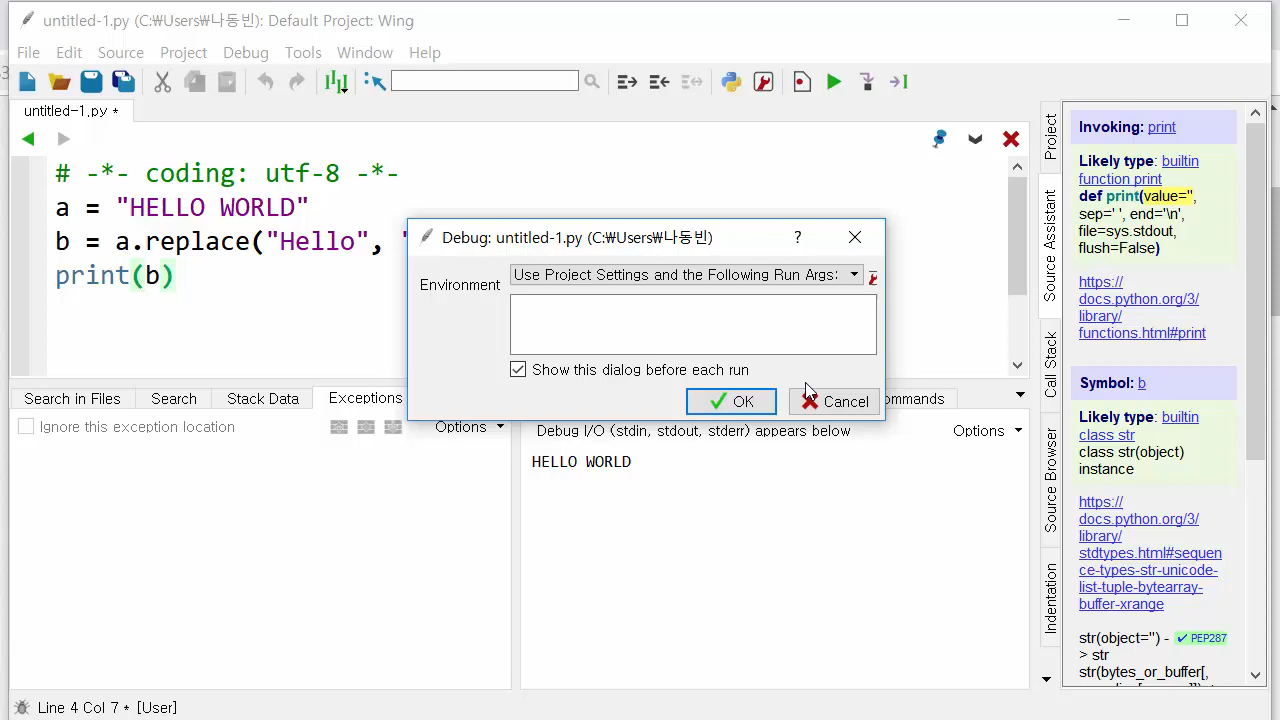 untitled-1.py (C:\Users\나동빈): Default Project: Wing
File Edit Source Project Debug Tools Window Help
untitled-1.py *
# -*- coding: utf-8 -*-
a = "HELLO WORLD"
b = a.replace("Hello", "
print(b)
Debug: untitled-1.py (C:\Users\나동빈)
?
Environment
Use Project Settings and the Following Run Args:
Show this dialog before each run
OK
Cancel
Search in Files Search Stack Data Exceptions
ommands
Ignore this exception location
Options
Debug I/O (stdin, stdout, stderr) appears below
Options
HELLO WORLD
Project
Source Assistant
Call Stack
Source Browser
Indentation
Invoking: print
Likely type: builtin
function print
def print(value='',
sep=' ', end='\n',
file=sys.stdout,
flush=False)
https://
docs.python.org/3/
library/
functions.html#print
Symbol: b
Likely type: builtin
class str
class str(object)
instance
https://
docs.python.org/3/
library/
stdtypes.html#sequenc
e-types-str-unicode-
list-tuple-bytearray-
buffer-xrange
str(object='') - ✓ PEP287
> str
str(bytes_or_buffer[,
Line 4 Col 7 * [User]